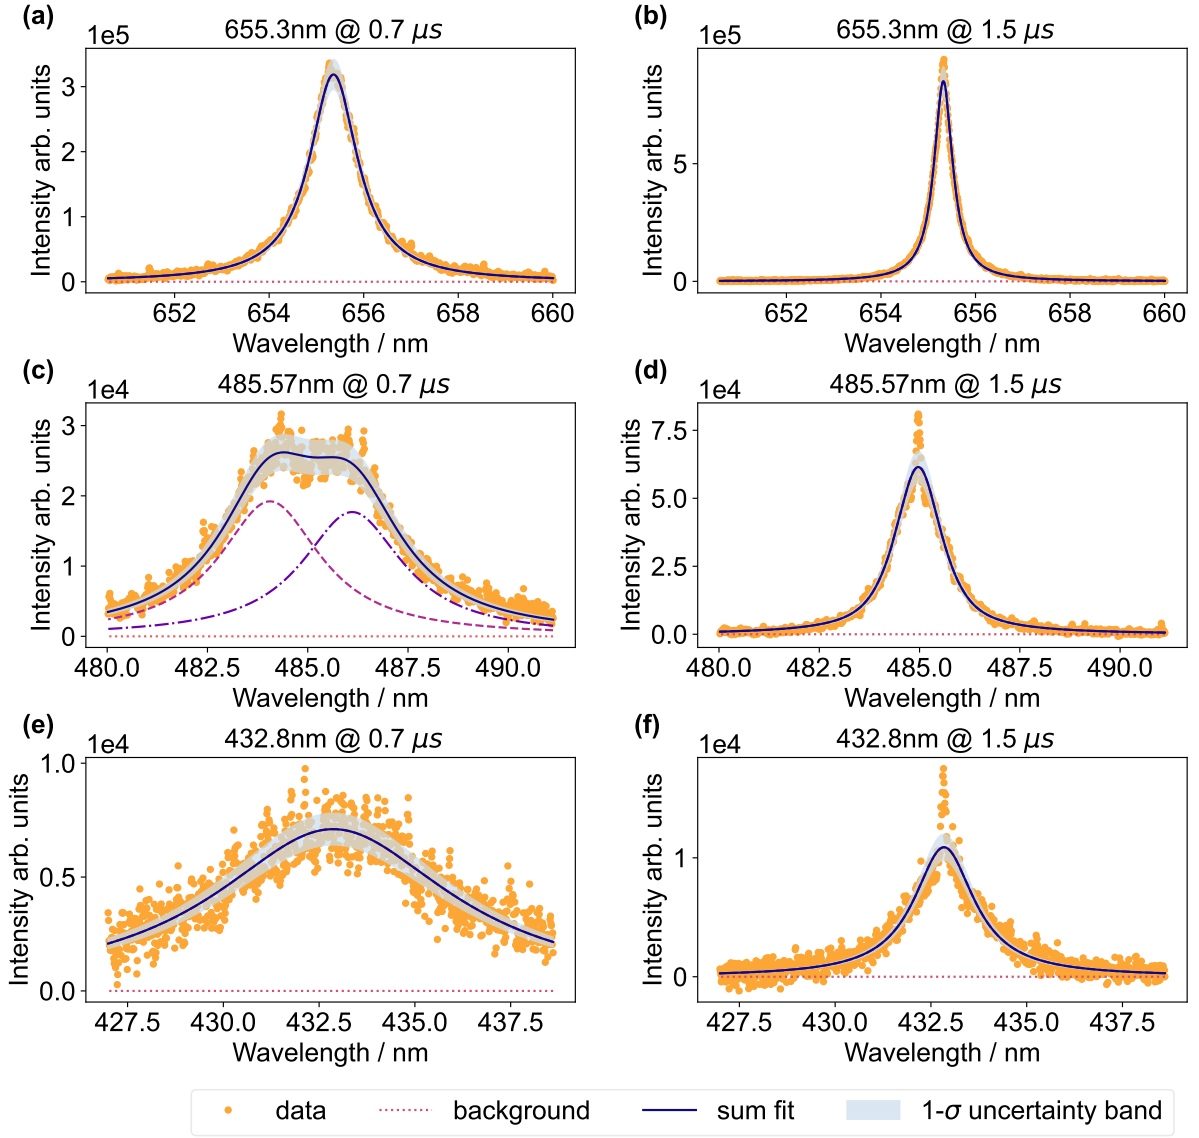 (a)
655.3nm @ 0.7 μs
1e5
Intensity arb. units
3
2
1
0
652 654 656 658 660
Wavelength / nm
(b)
655.3nm @ 1.5 μs
1e5
Intensity arb. units
5
0
652 654 656 658 660
Wavelength / nm
(c)
485.57nm @ 0.7 μs
1e4
Intensity arb. units
3
2
1
0
480.0 482.5 485.0 487.5 490.0
Wavelength / nm
(d)
485.57nm @ 1.5 μs
1e4
Intensity arb. units
7.5
5.0
2.5
0.0
480.0 482.5 485.0 487.5 490.0
Wavelength / nm
(e)
432.8nm @ 0.7 μs
1e4
Intensity arb. units
1.0
0.5
0.0
427.5 430.0 432.5 435.0 437.5
Wavelength / nm
(f)
432.8nm @ 1.5 μs
1e4
Intensity arb. units
1
0
427.5 430.0 432.5 435.0 437.5
Wavelength / nm
data background sum fit 1-σ uncertainty band